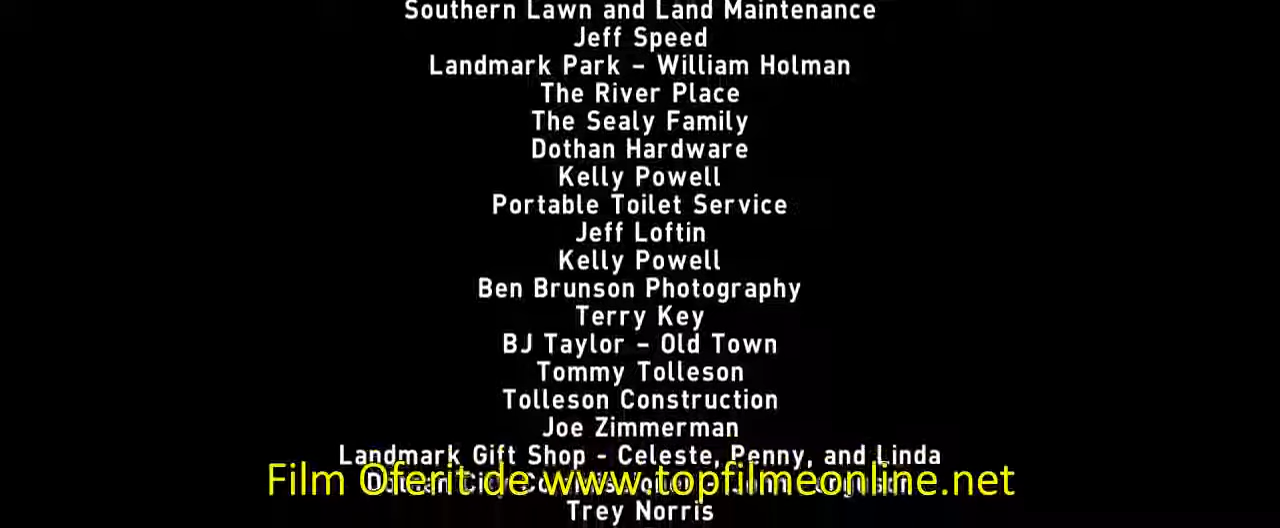 Southern Lawn and Land Maintenance
Jeff Speed
Landmark Park – William Holman
The River Place
The Sealy Family
Dothan Hardware
Kelly Powell
Portable Toilet Service
Jeff Loftin
Kelly Powell
Ben Brunson Photography
Terry Key
BJ Taylor – Old Town
Tommy Tolleson
Tolleson Construction
Joe Zimmerman
Landmark Gift Shop - Celeste, Penny, and Linda
Film Oferit de www.topfilmeonline.net
Dothan City
Trey Norris